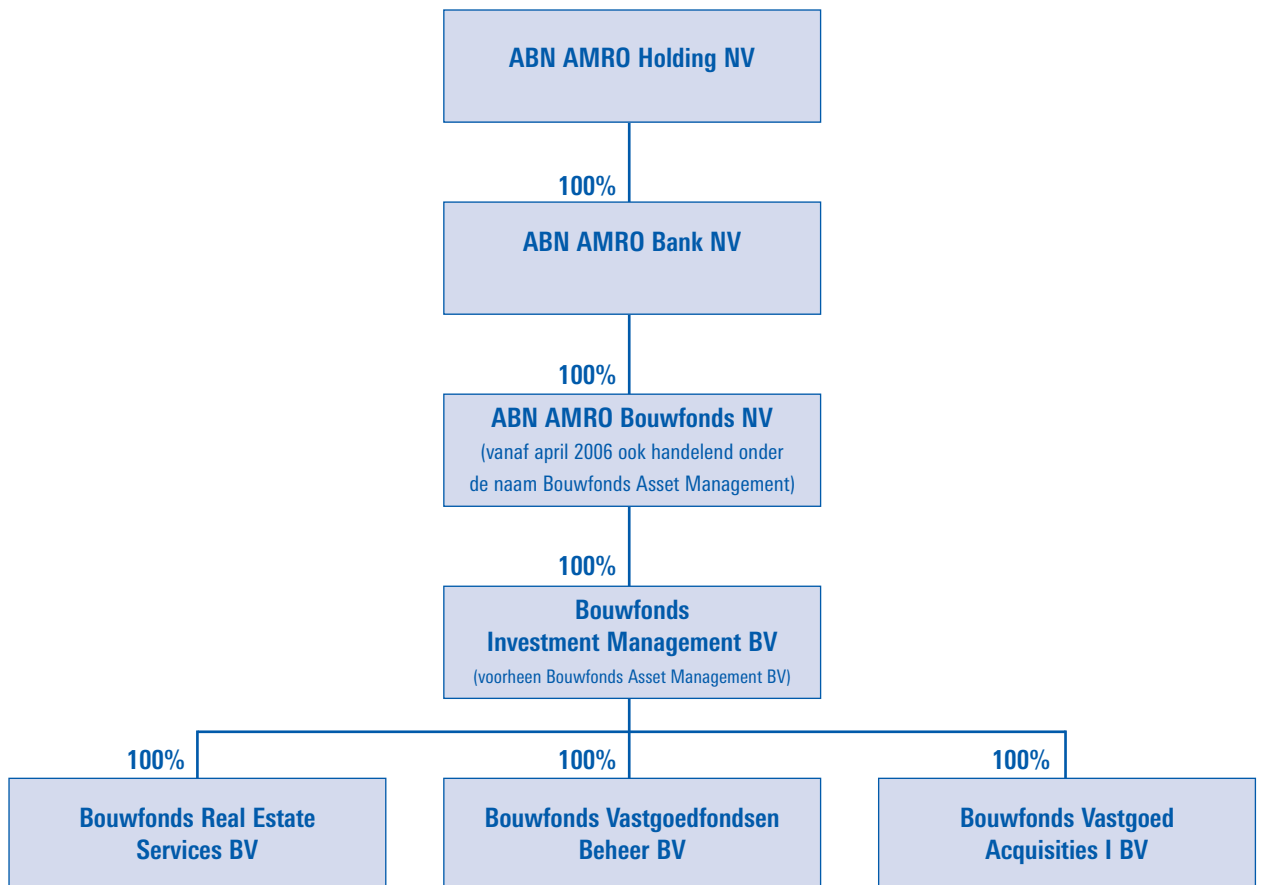 ABN AMRO Holding NV
100%
ABN AMRO Bank NV
100%
ABN AMRO Bouwfonds NV
(vanaf april 2006 ook handelend onder
de naam Bouwfonds Asset Management)
100%
Bouwfonds
Investment Management BV
(voorheen Bouwfonds Asset Management BV)
100%
100%
100%
Bouwfonds Real Estate
Services BV
Bouwfonds Vastgoedfondsen
Beheer BV
Bouwfonds Vastgoed
Acquisities I BV